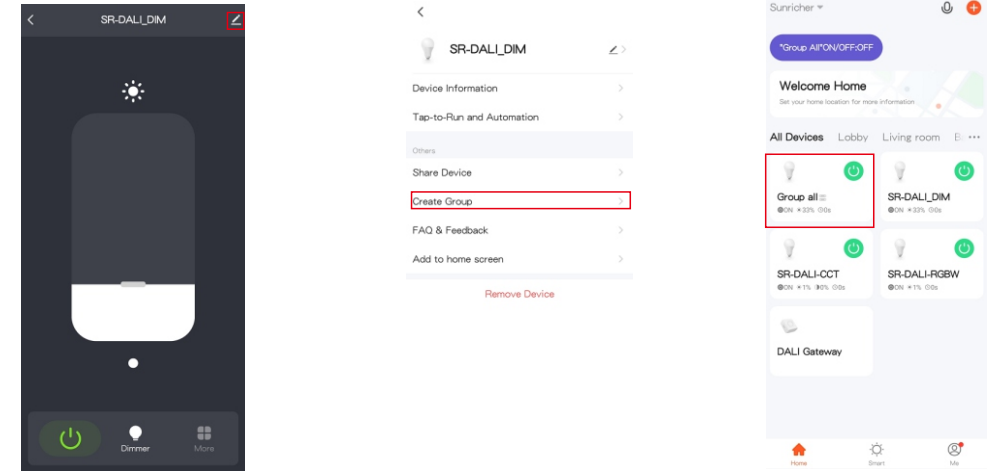 SR-DALI_DIM
Dimmer
More
SR-DALI_DIM
Device Information
Tap-to-Run and Automation
Others
Share Device
Create Group
FAQ & Feedback
Add to home screen
Remove Device
Sunricher
"Group All"ON/OFF:OFF
Welcome Home
Set your home location for more information
All Devices Lobby Living room
Group all
ON 33% 0s
SR-DALI_DIM
ON 33% 0s
SR-DALI-CCT
ON 1% 0% 0s
SR-DALI-RGBW
ON 1% 0s
DALI Gateway
Home
Smart
Me